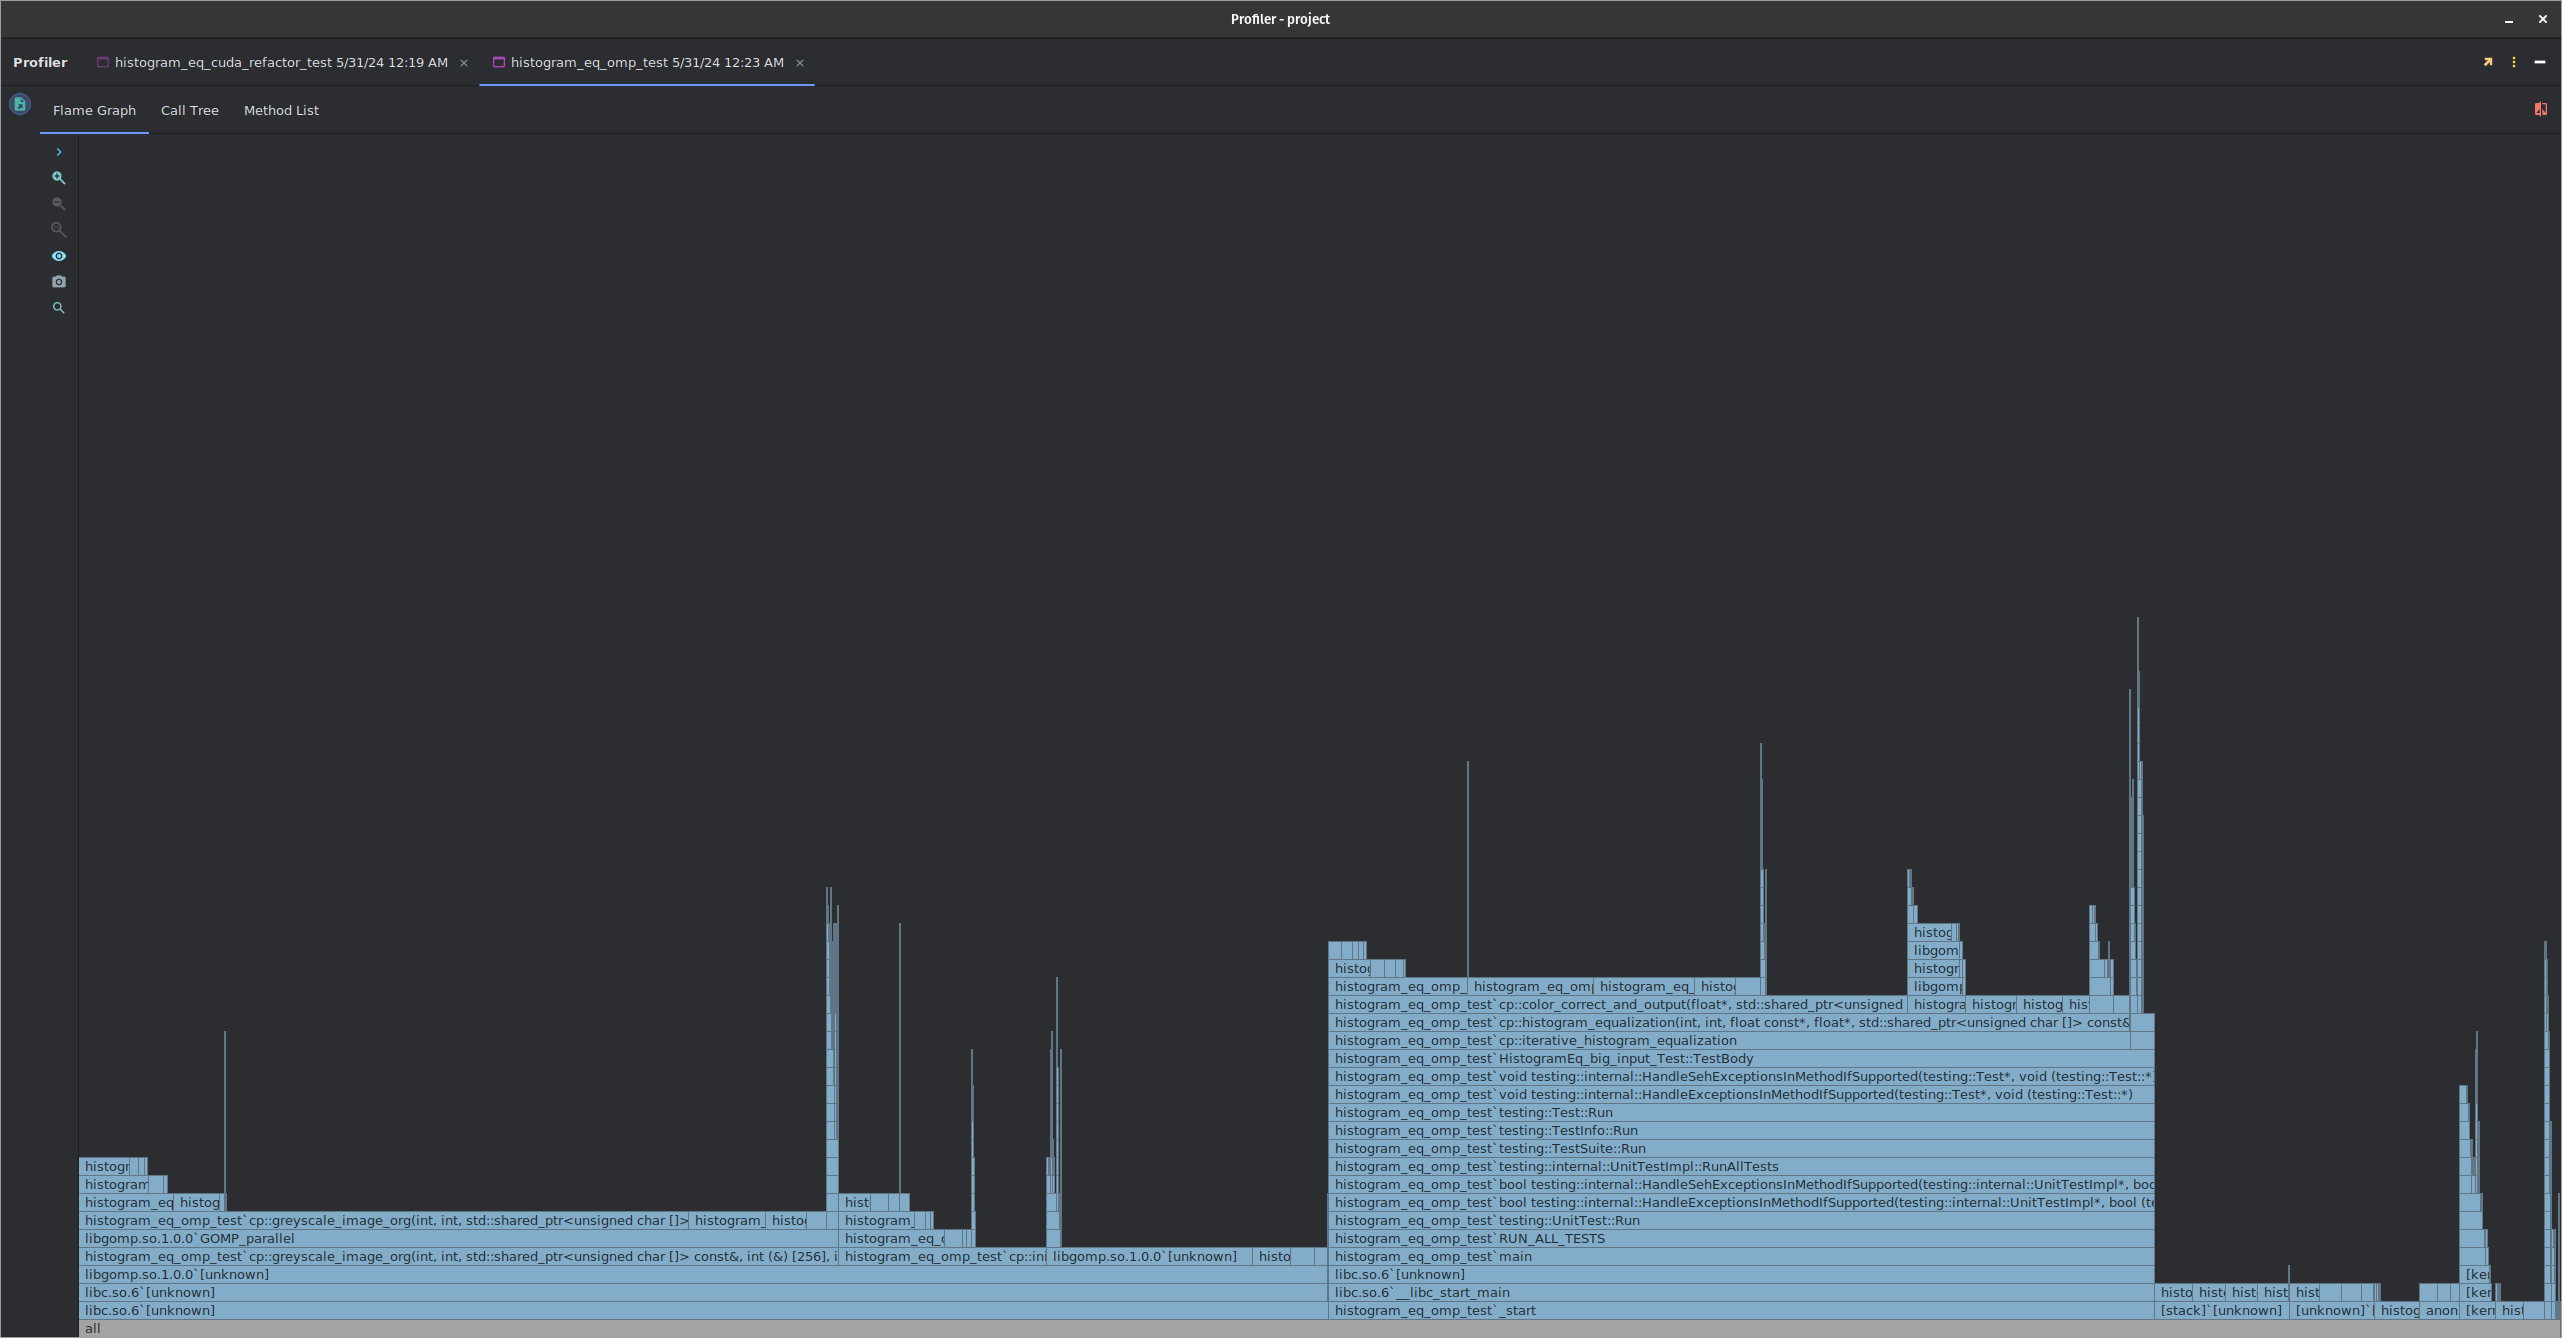 Profiler - project
Profiler histogram_eq_cuda_refactor_test 5/31/24 12:19 AM histogram_eq_omp_test 5/31/24 12:23 AM
Flame Graph Call Tree Method List
histog
libgom
histogr
libgom
histog
histogram_eq_omp_ histogram_eq_om histogram_eq_ histo
histogram_eq_omp_test`cp::color_correct_and_output(float*, std::shared_ptr<unsigned histogra histogr histog his
histogram_eq_omp_test`cp::histogram_equalization(int, int, float const*, float*, std::shared_ptr<unsigned char []> const&
histogram_eq_omp_test`cp::iterative_histogram_equalization
histogram_eq_omp_test`HistogramEq_big_input_Test::TestBody
histogram_eq_omp_test`void testing::internal::HandleSehExceptionsInMethodIfSupported(testing::Test*, void (testing::Test::*
histogram_eq_omp_test`void testing::internal::HandleExceptionsInMethodIfSupported(testing::Test*, void (testing::Test::*)
histogram_eq_omp_test`testing::Test::Run
histogram_eq_omp_test`testing::TestInfo::Run
histogram_eq_omp_test`testing::TestSuite::Run
histogr histogram_eq_omp_test`testing::internal::UnitTestImpl::RunAllTests
histogram histogram_eq_omp_test`bool testing::internal::HandleSehExceptionsInMethodIfSupported(testing::internal::UnitTestImpl*, boo
histogram_eq histog hist histogram_eq_omp_test`bool testing::internal::HandleExceptionsInMethodIfSupported(testing::internal::UnitTestImpl*, bool (te
histogram_eq_omp_test`cp::greyscale_image_org(int, int, std::shared_ptr<unsigned char []> histogram_ histo histogram_ histogram_eq_omp_test`testing::UnitTest::Run
libgomp.so.1.0.0`GOMP_parallel histogram_eq_ histogram_eq_omp_test`RUN_ALL_TESTS
histogram_eq_omp_test`cp::greyscale_image_org(int, int, std::shared_ptr<unsigned char []> const&, int (&) [256], i histogram_eq_omp_test`cp::ini libgomp.so.1.0.0`[unknown] histo histogram_eq_omp_test`main
libgomp.so.1.0.0`[unknown] libc.so.6`[unknown] [ker
libc.so.6`[unknown] libc.so.6`__libc_start_main histo hist hist hist hist [ker
libc.so.6`[unknown] histogram_eq_omp_test`_start [stack]`[unknown] [unknown]` histog anon [ker hist
all